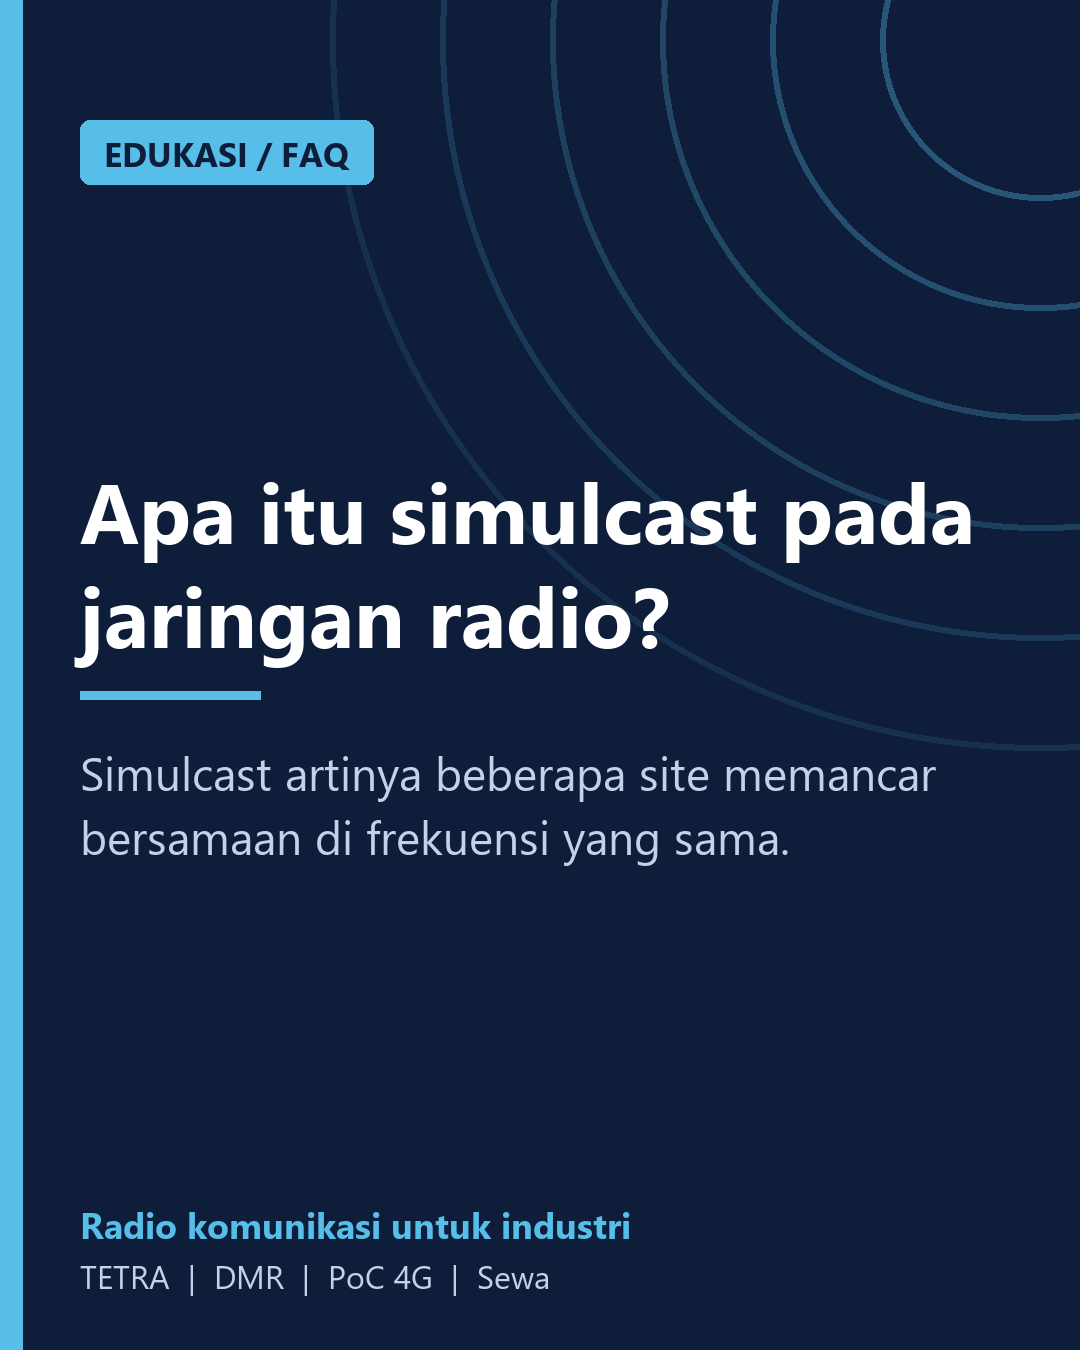 EDUKASI / FAQ
Apa itu simulcast pada
jaringan radio?
Simulcast artinya beberapa site memancar
bersamaan di frekuensi yang sama.
Radio komunikasi untuk industri
TETRA | DMR | PoC 4G | Sewa